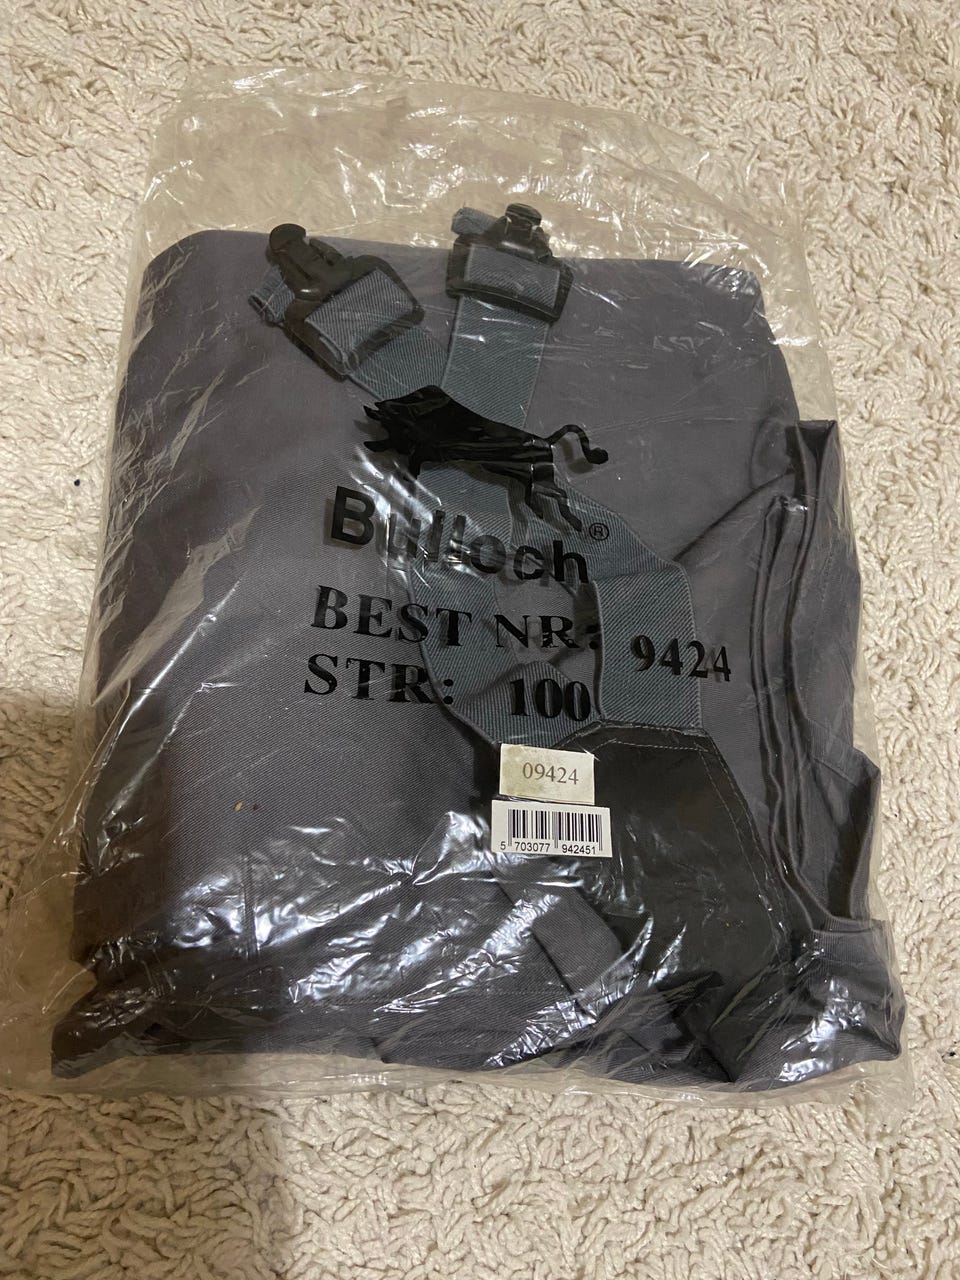 Bulloch®
BEST NR: 9424
STR: 100
09424
5 703077 942451